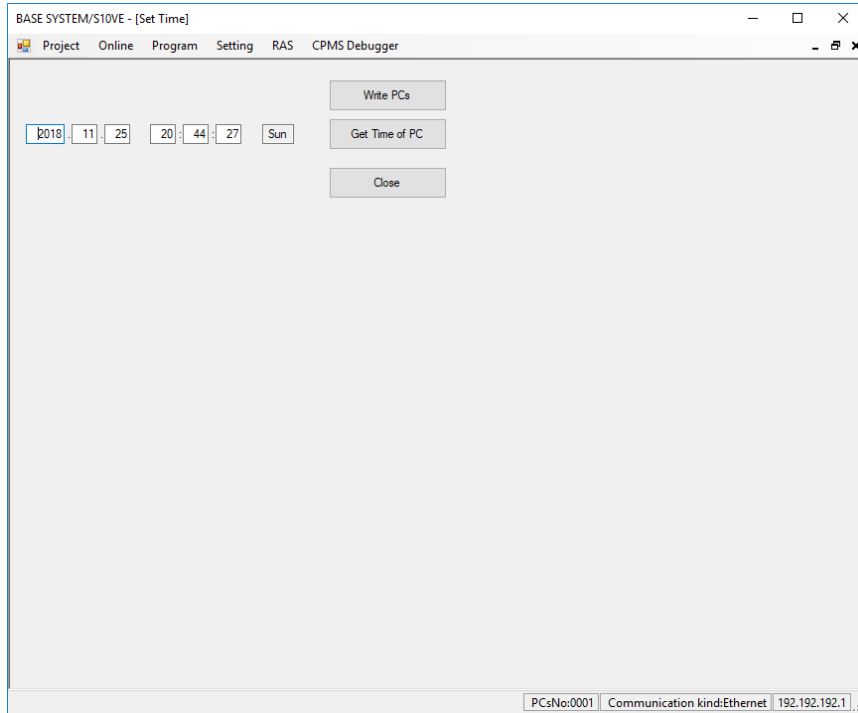 BASE SYSTEM/S10VE - [Set Time]
Project Online Program Setting RAS CPMS Debugger
Write PCs
2018 . 11 . 25 20 : 44 : 27 Sun Get Time of PC
Close
PCsNo:0001 Communication kind:Ethernet 192.192.192.1